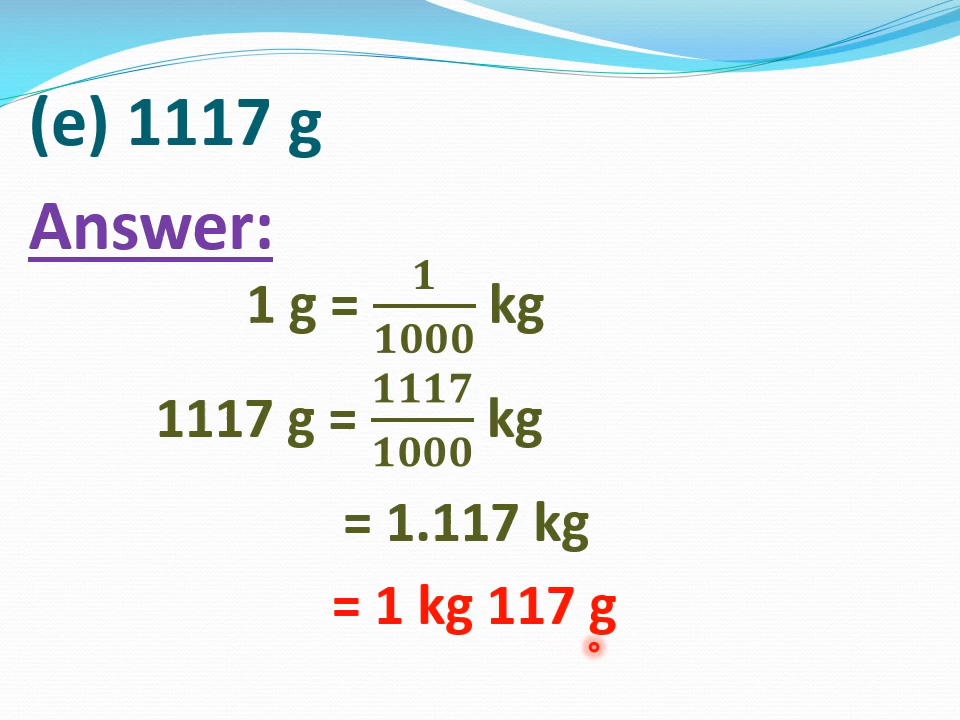 (e) 1117 g
Answer:
1 g = 1/1000 kg
1117 g = 1117/1000 kg
= 1.117 kg
= 1 kg 117 g